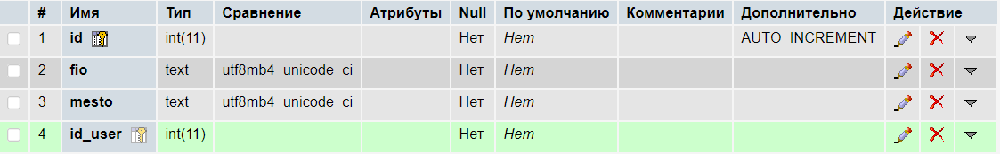 # Имя Тип Сравнение Атрибуты Null По умолчанию Комментарии Дополнительно Действие
1 id int(11) Нет Нет AUTO_INCREMENT
2 fio text utf8mb4_unicode_ci Нет Нет
3 mesto text utf8mb4_unicode_ci Нет Нет
4 id_user int(11) Нет Нет